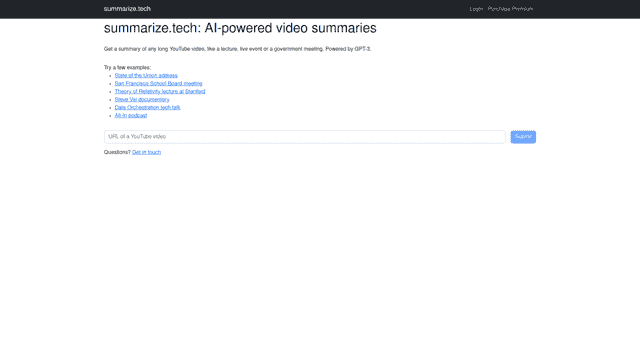 summarize.tech
Login Purchase Premium
summarize.tech: AI-powered video summaries
Get a summary of any long YouTube video, like a lecture, live event or a government meeting. Powered by GPT-3.
Try a few examples:
State of the Union address
San Francisco School Board meeting
Theory of Relativity lecture at Stanford
Steve Vai documentary
Data Orchestration tech talk
All-In podcast
URL of a YouTube video
Submit
Questions? Get in touch